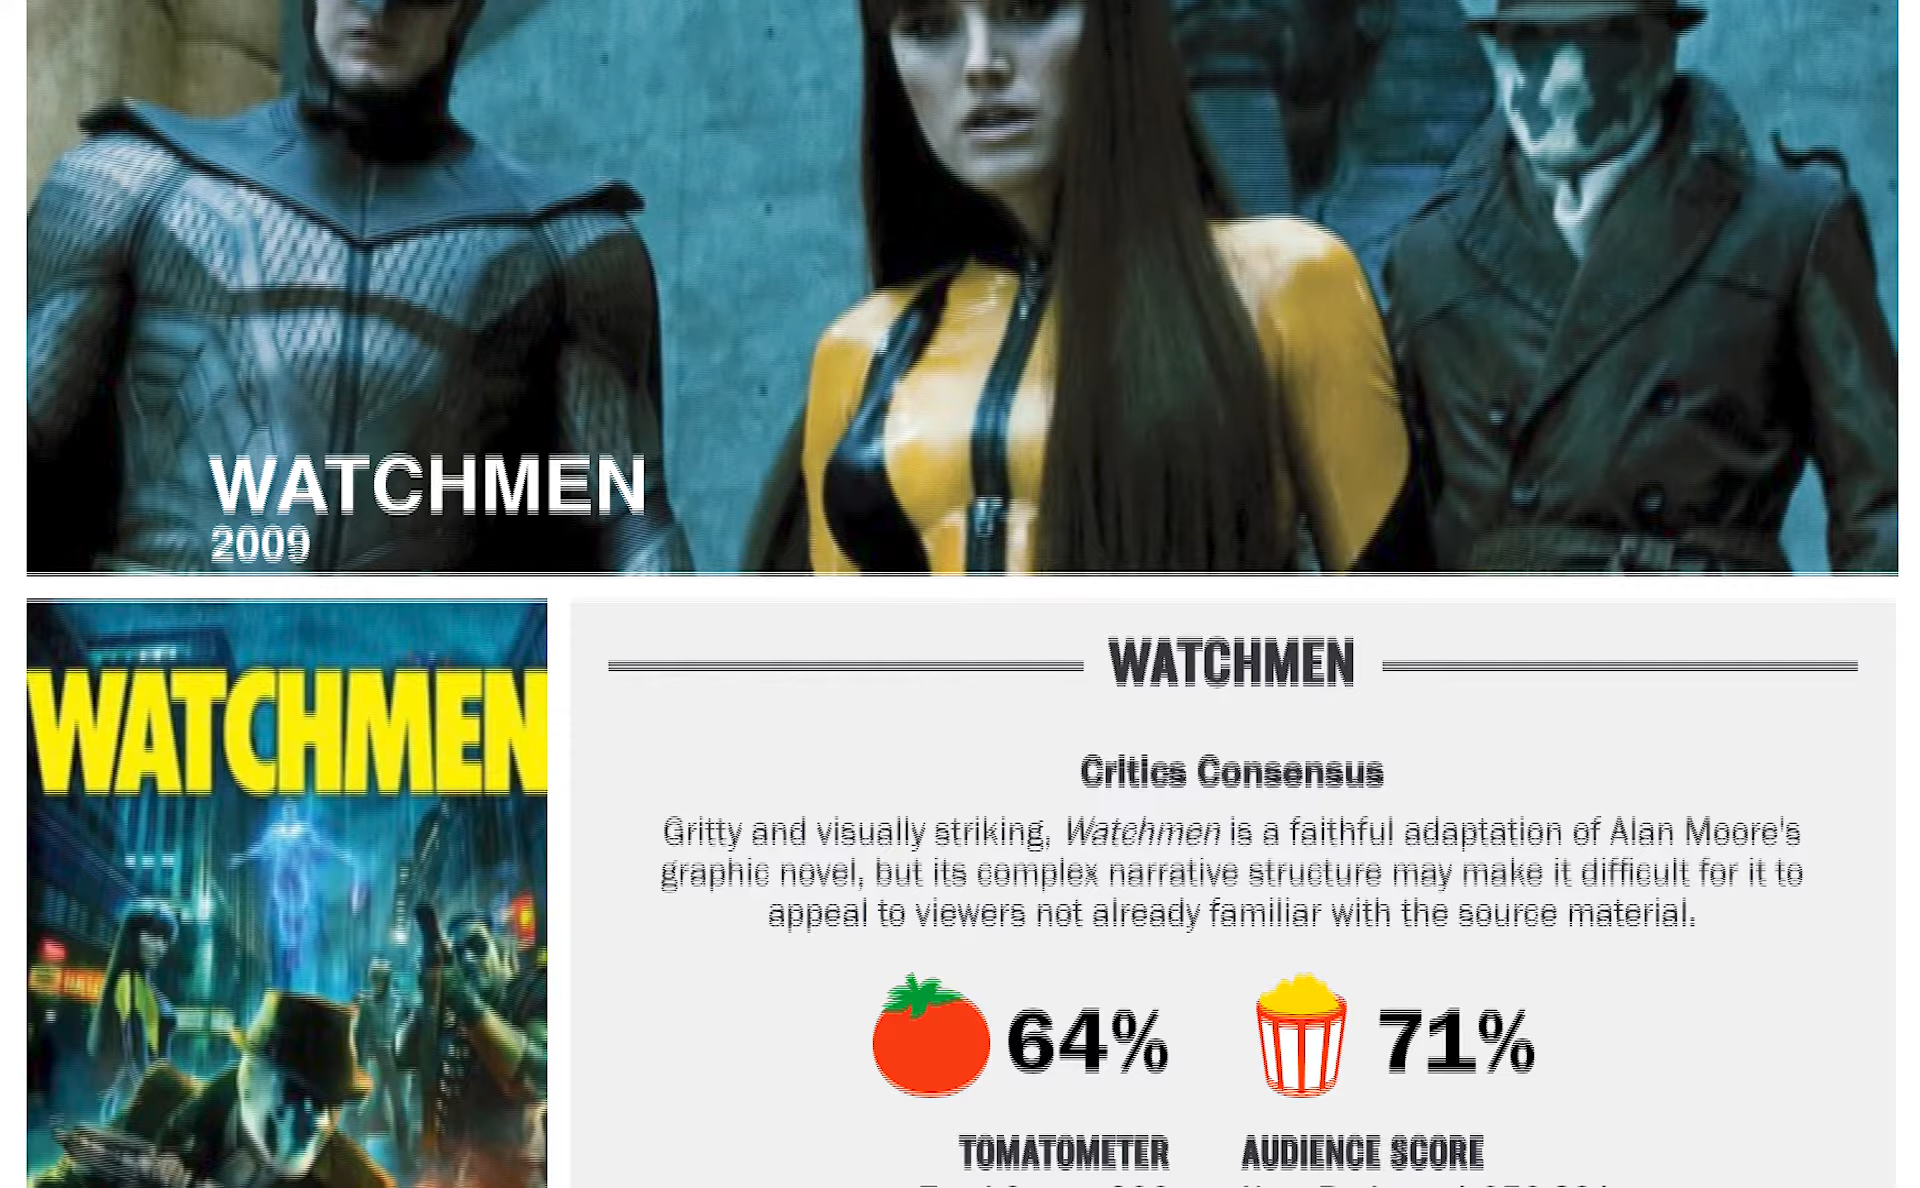 WATCHMEN
2009
WATCHMEN
WATCHMEN
Critics Consensus
Gritty and visually striking, Watchmen is a faithful adaptation of Alan Moore's
graphic novel, but its complex narrative structure may make it difficult for it to
appeal to viewers not already familiar with the source material.
64% 71%
TOMATOMETER AUDIENCE SCORE